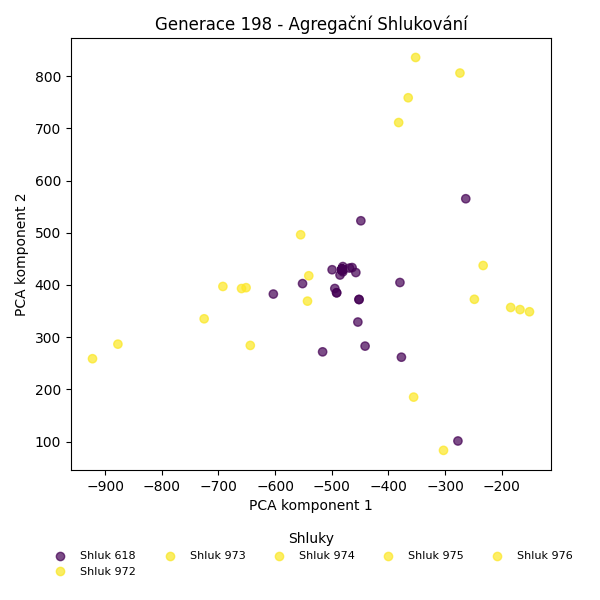 Generace 198 - Agregační Shlukování
800
700
600
500
400
300
200
100
PCA komponent 2
−900 −800 −700 −600 −500 −400 −300 −200
PCA komponent 1
Shluky
Shluk 618 Shluk 973 Shluk 974 Shluk 975 Shluk 976
Shluk 972